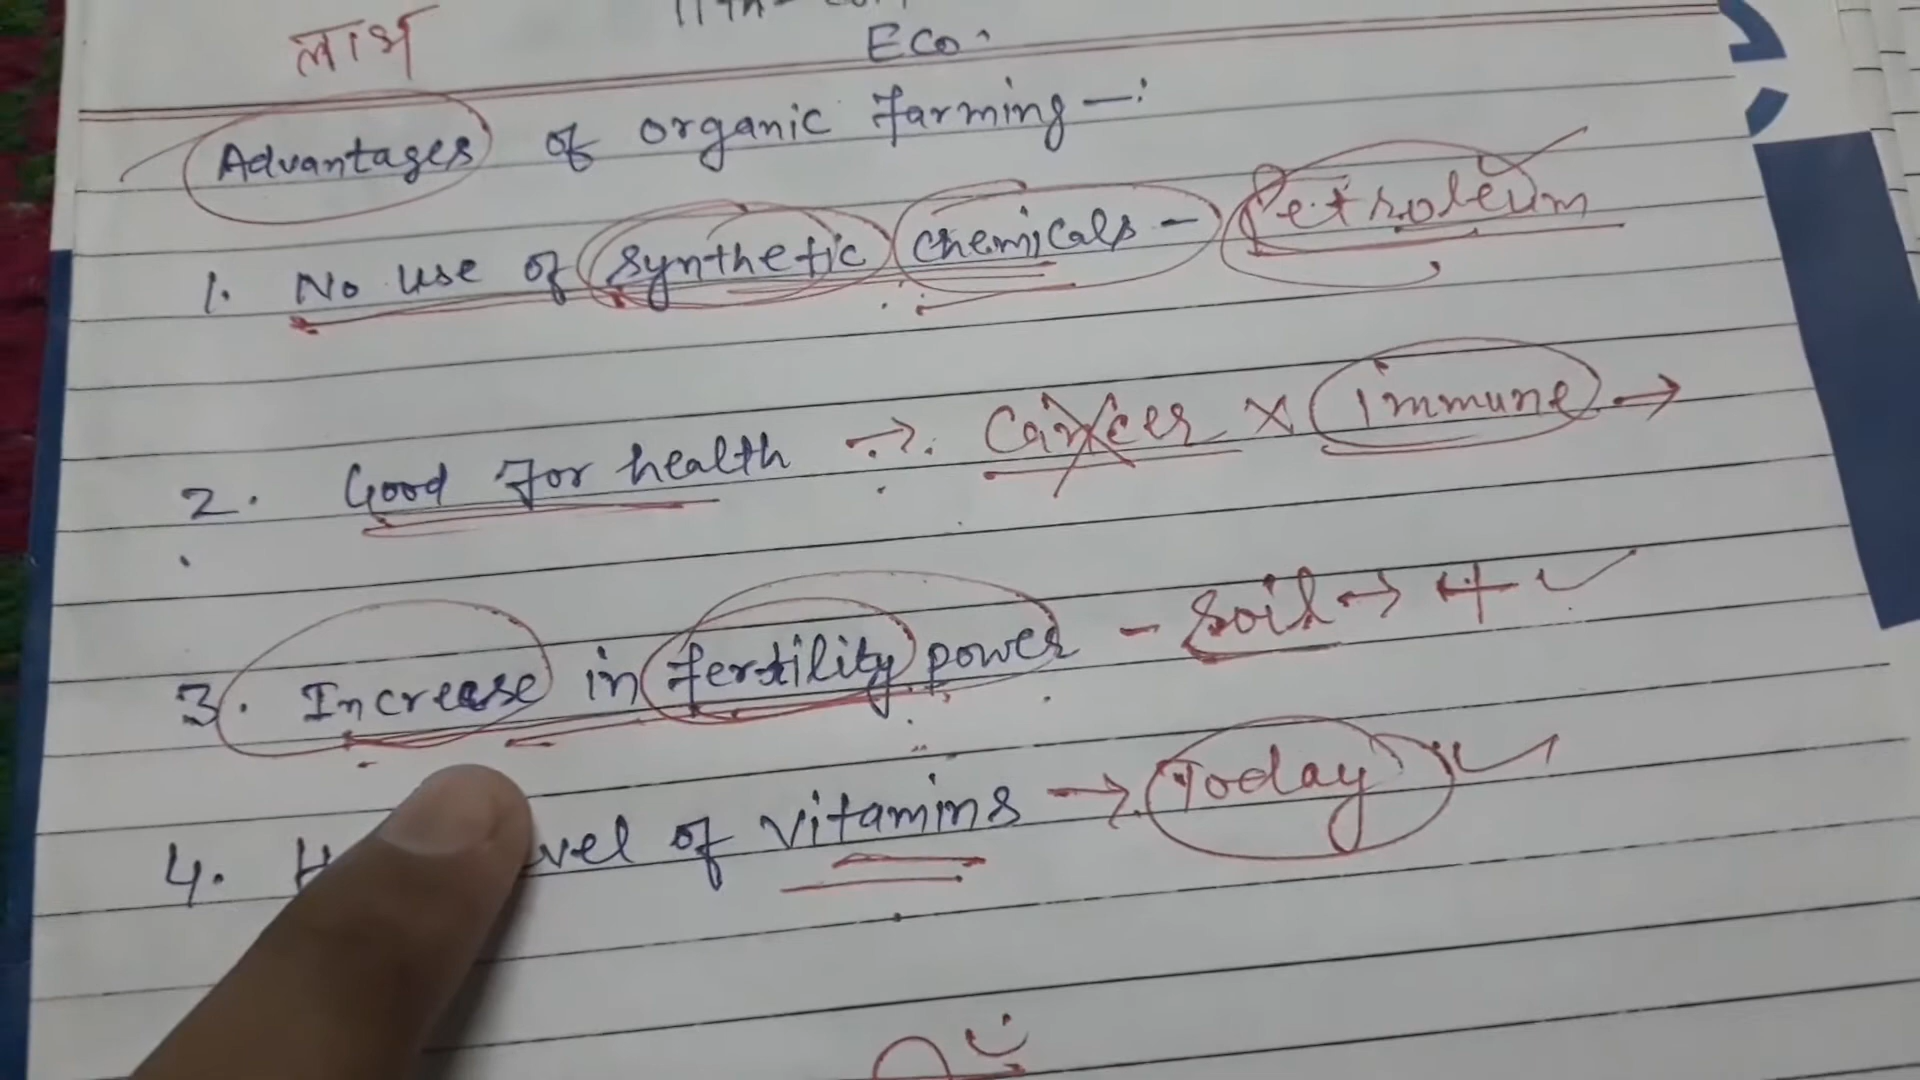 लाभ
Eco.
Advantages of organic farming —:
1. No use of synthetic chemicals - Petroleum
2. Good for health → Cancer × immune →
3. Increase in fertility power - Soil → + ✓
4. of vitamins → Today ✓